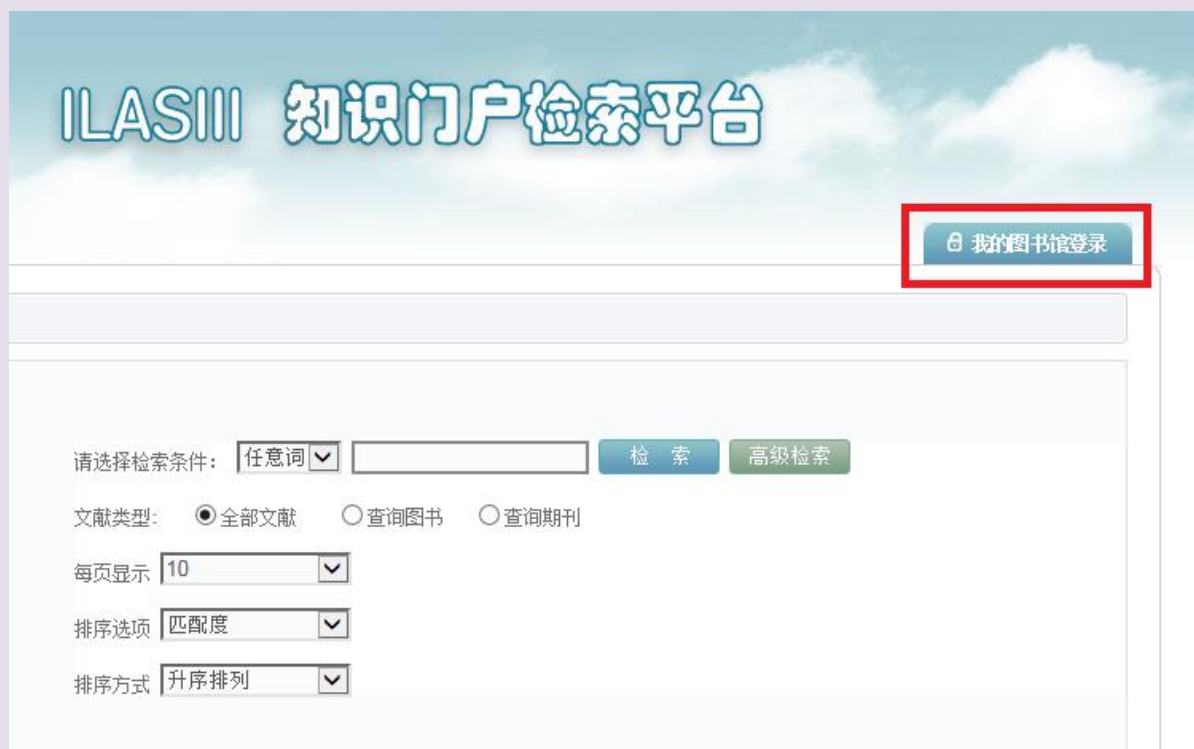 ILASIII 知识门户检索平台
我的图书馆登录
请选择检索条件: 任意词 检 索 高级检索
文献类型: 全部文献 查询图书 查询期刊
每页显示 10
排序选项 匹配度
排序方式 升序排列